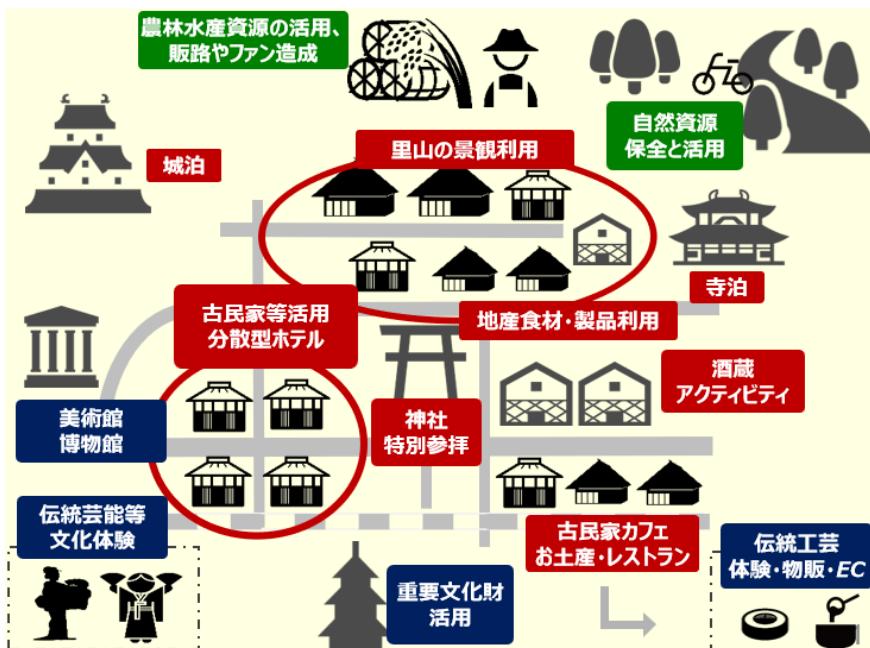 農林水産資源の活用、
販路やファン造成
自然資源
保全と活用
里山の景観利用
城泊
寺泊
古民家等活用
分散型ホテル
地産食材・製品利用
酒蔵
アクティビティ
美術館
博物館
神社
特別参拝
伝統芸能等
文化体験
古民家カフェ
お土産・レストラン
伝統工芸
体験・物販・EC
重要文化財
活用